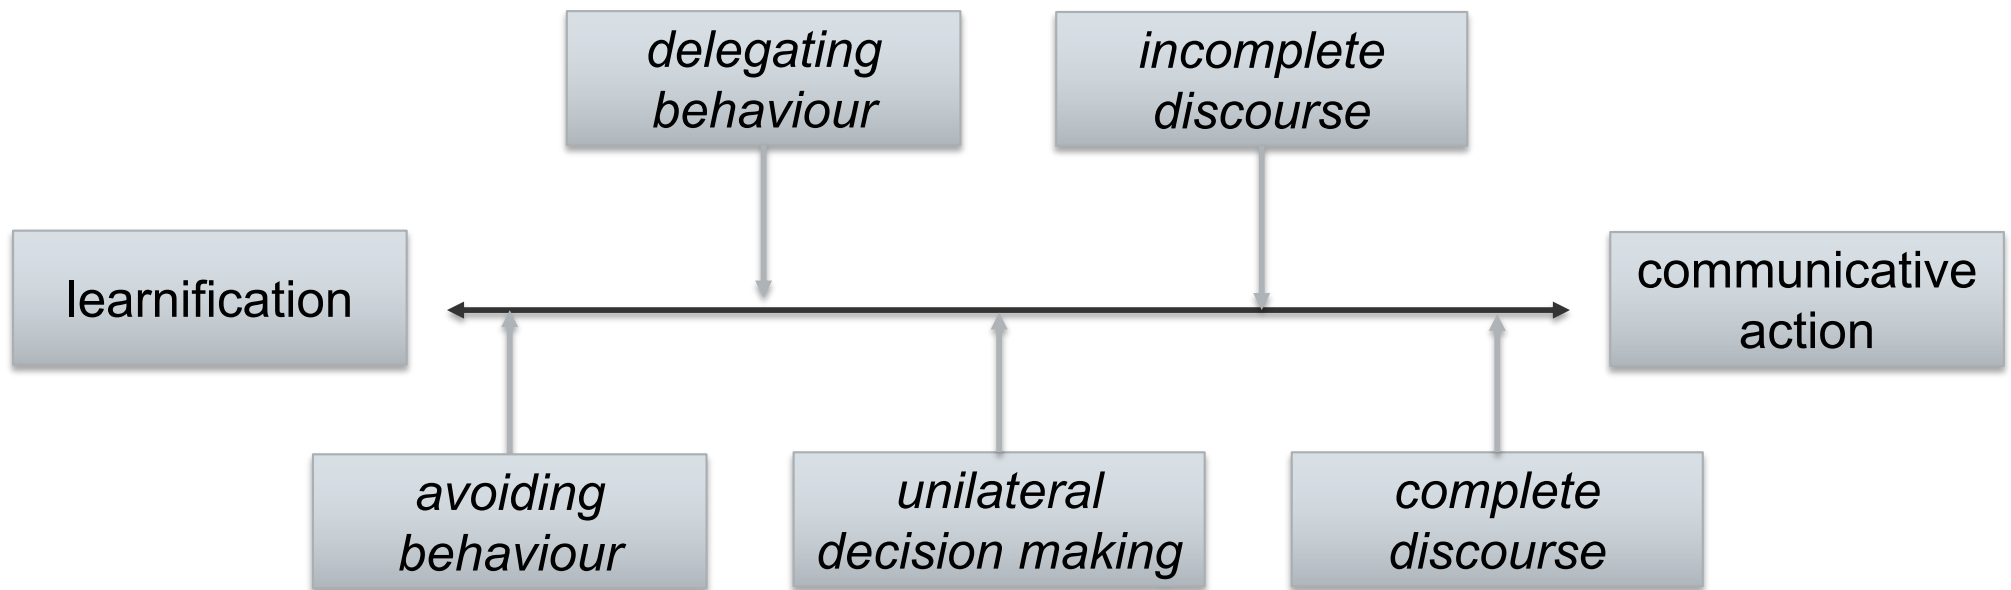 delegating
behaviour
incomplete
discourse
learnification
communicative
action
avoiding
behaviour
unilateral
decision making
complete
discourse